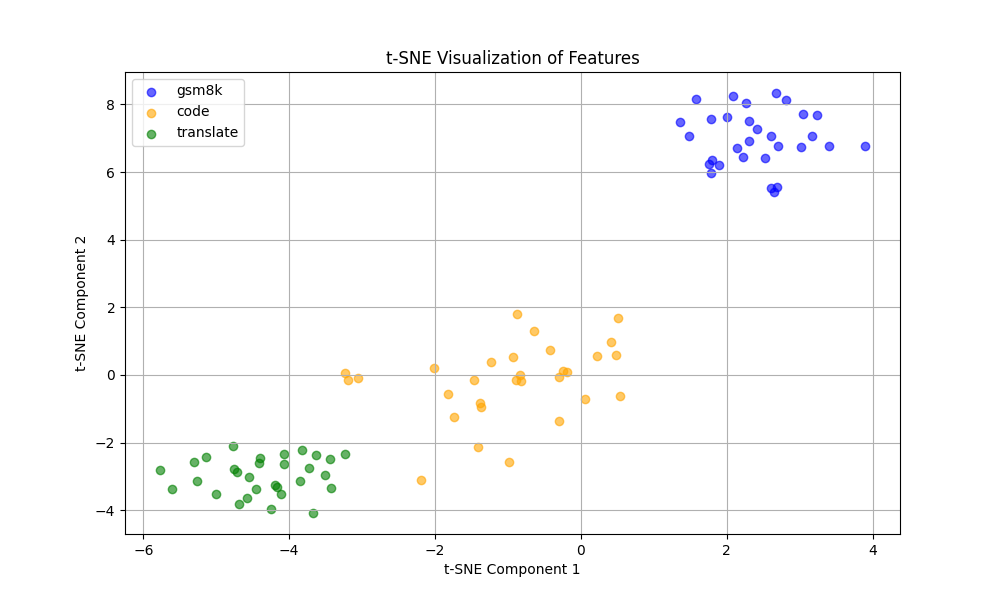 t-SNE Visualization of Features
gsm8k
code
translate
t-SNE Component 2
8
6
4
2
0
−2
−4
−6
−4
−2
0
2
4
t-SNE Component 1